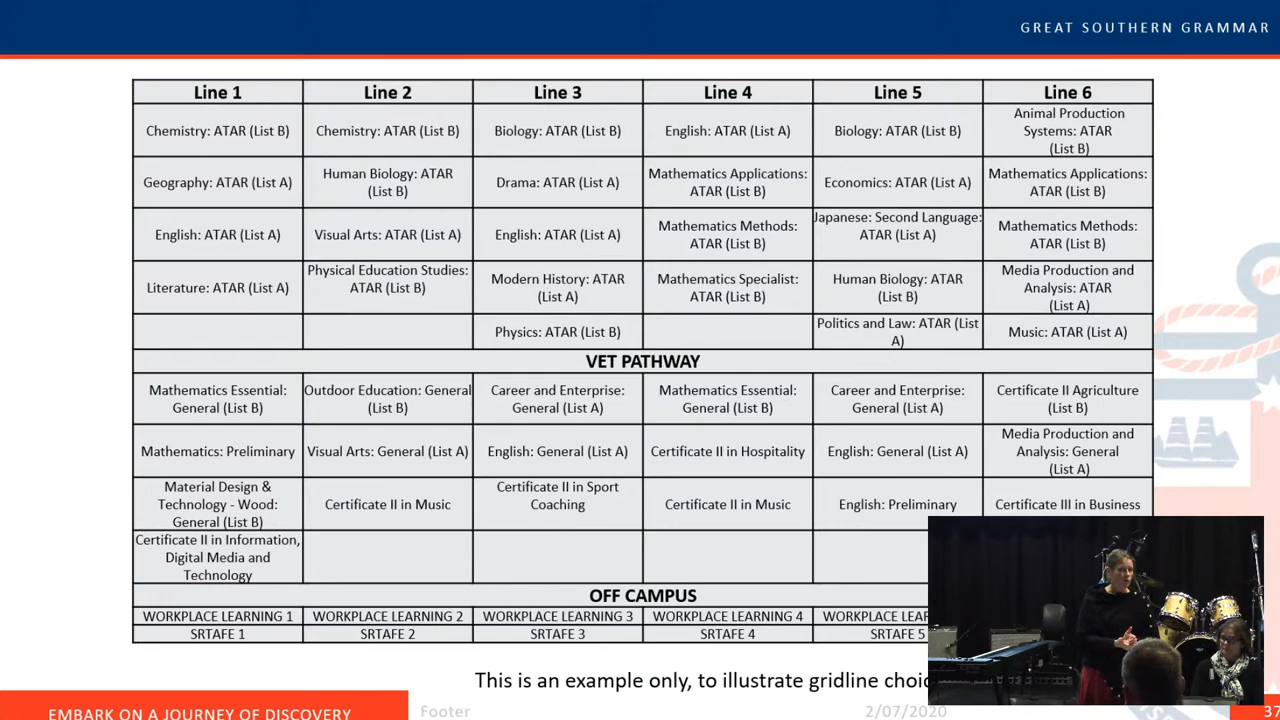 GREAT SOUTHERN GRAMMAR
Line 1 Line 2 Line 3 Line 4 Line 5 Line 6
Chemistry: ATAR (List B) Chemistry: ATAR (List B) Biology: ATAR (List B) English: ATAR (List A) Biology: ATAR (List B) Animal Production Systems: ATAR (List B)
Geography: ATAR (List A) Human Biology: ATAR (List B) Drama: ATAR (List A) Mathematics Applications: ATAR (List B) Economics: ATAR (List A) Mathematics Applications: ATAR (List B)
English: ATAR (List A) Visual Arts: ATAR (List A) English: ATAR (List A) Mathematics Methods: ATAR (List B) Japanese: Second Language: ATAR (List A) Mathematics Methods: ATAR (List B)
Literature: ATAR (List A) Physical Education Studies: ATAR (List B) Modern History: ATAR (List A) Mathematics Specialist: ATAR (List B) Human Biology: ATAR (List B) Media Production and Analysis: ATAR (List A)
Physics: ATAR (List B) Politics and Law: ATAR (List A) Music: ATAR (List A)
VET PATHWAY
Mathematics Essential: General (List B) Outdoor Education: General (List B) Career and Enterprise: General (List A) Mathematics Essential: General (List B) Career and Enterprise: General (List A) Certificate II Agriculture (List B)
Mathematics: Preliminary Visual Arts: General (List A) English: General (List A) Certificate II in Hospitality English: General (List A) Media Production and Analysis: General (List A)
Material Design & Technology - Wood: General (List B) Certificate II in Music Certificate II in Sport Coaching Certificate II in Music English: Preliminary Certificate III in Business
Certificate II in Information, Digital Media and Technology
OFF CAMPUS
WORKPLACE LEARNING 1 WORKPLACE LEARNING 2 WORKPLACE LEARNING 3 WORKPLACE LEARNING 4 WORKPLACE
SRTAFE 1 SRTAFE 2 SRTAFE 3 SRTAFE 4 SRTAFE 5
This is an example only, to illustrate gridline
EMBARK ON A JOURNEY OF DISCOVERY Footer 2/07/2020 37